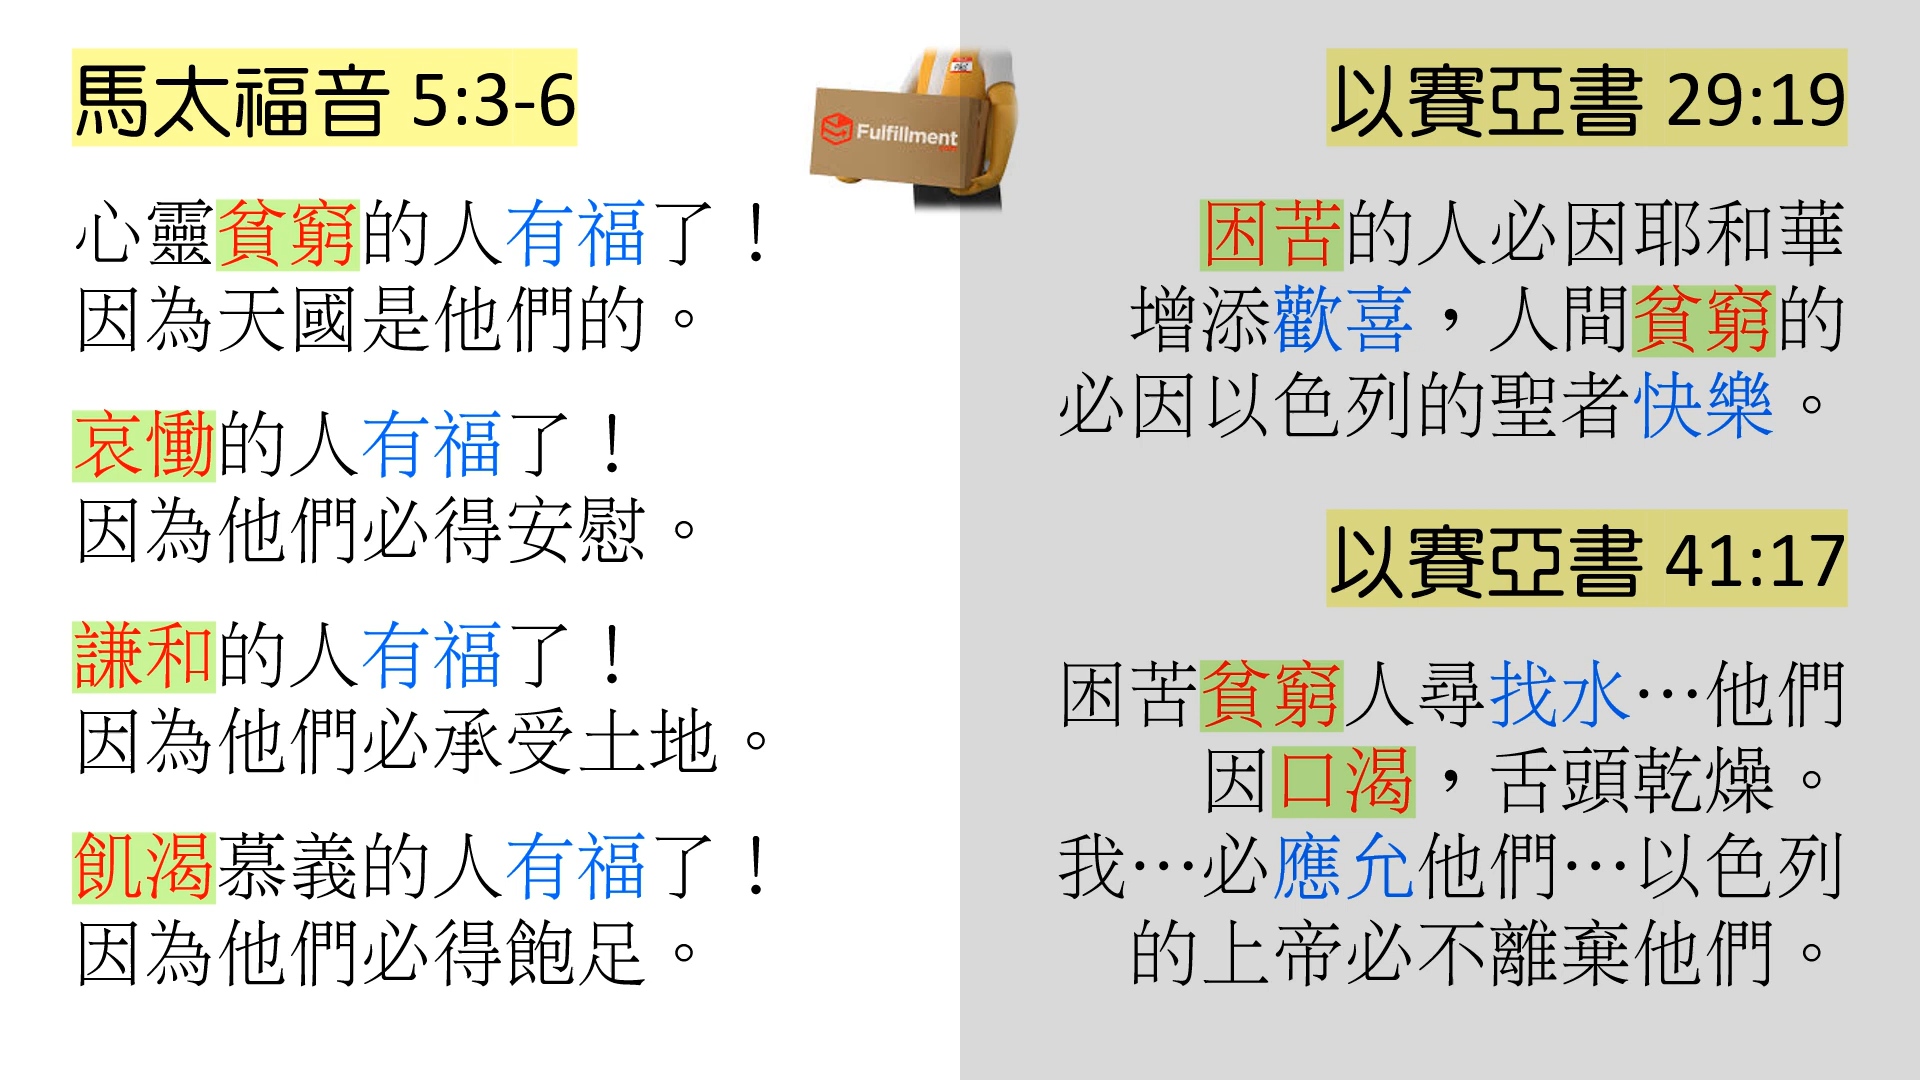 馬太福音 5:3-6
心靈貧窮的人有福了！
因為天國是他們的。
哀慟的人有福了！
因為他們必得安慰。
謙和的人有福了！
因為他們必承受土地。
飢渴慕義的人有福了！
因為他們必得飽足。
Fulfillment
以賽亞書 29:19
困苦的人必因耶和華
增添歡喜，人間貧窮的
必因以色列的聖者快樂。
以賽亞書 41:17
困苦貧窮人尋找水…他們
因口渴，舌頭乾燥。
我…必應允他們…以色列
的上帝必不離棄他們。